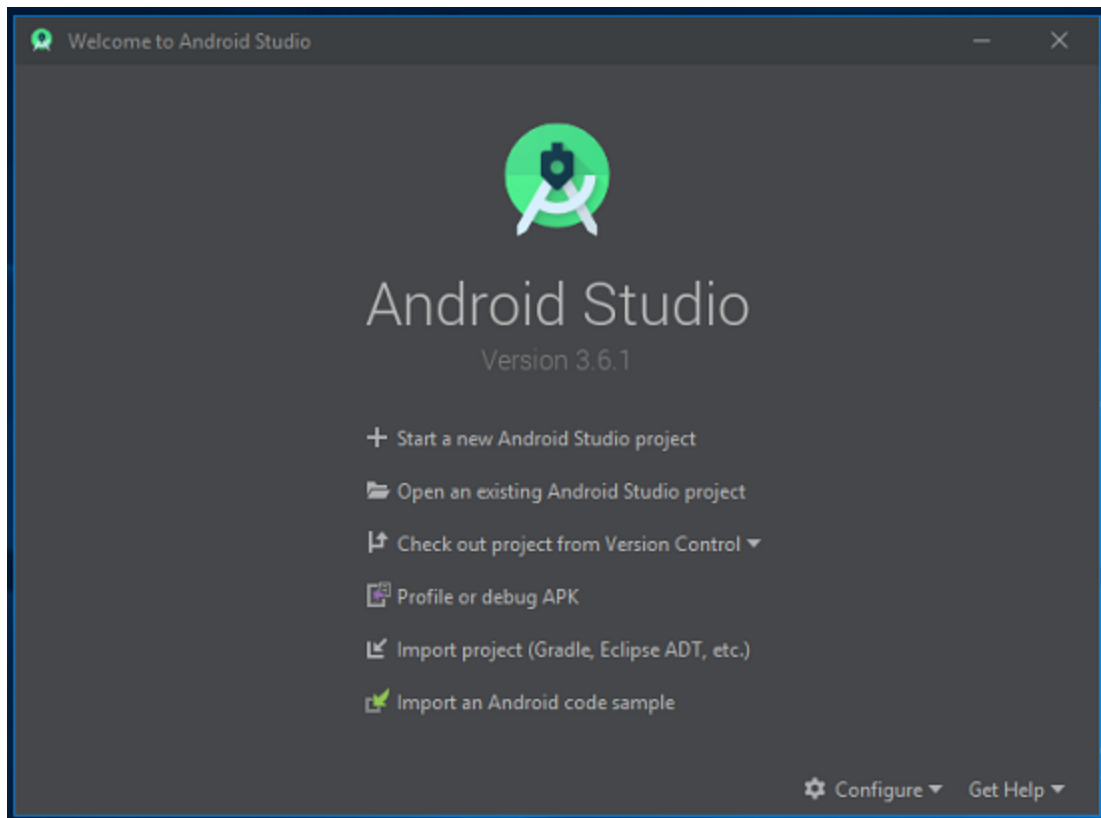 Welcome to Android Studio
Android Studio
Version 3.6.1
Start a new Android Studio project
Open an existing Android Studio project
Check out project from Version Control
Profile or debug APK
Import project (Gradle, Eclipse ADT, etc.)
Import an Android code sample
Configure Get Help